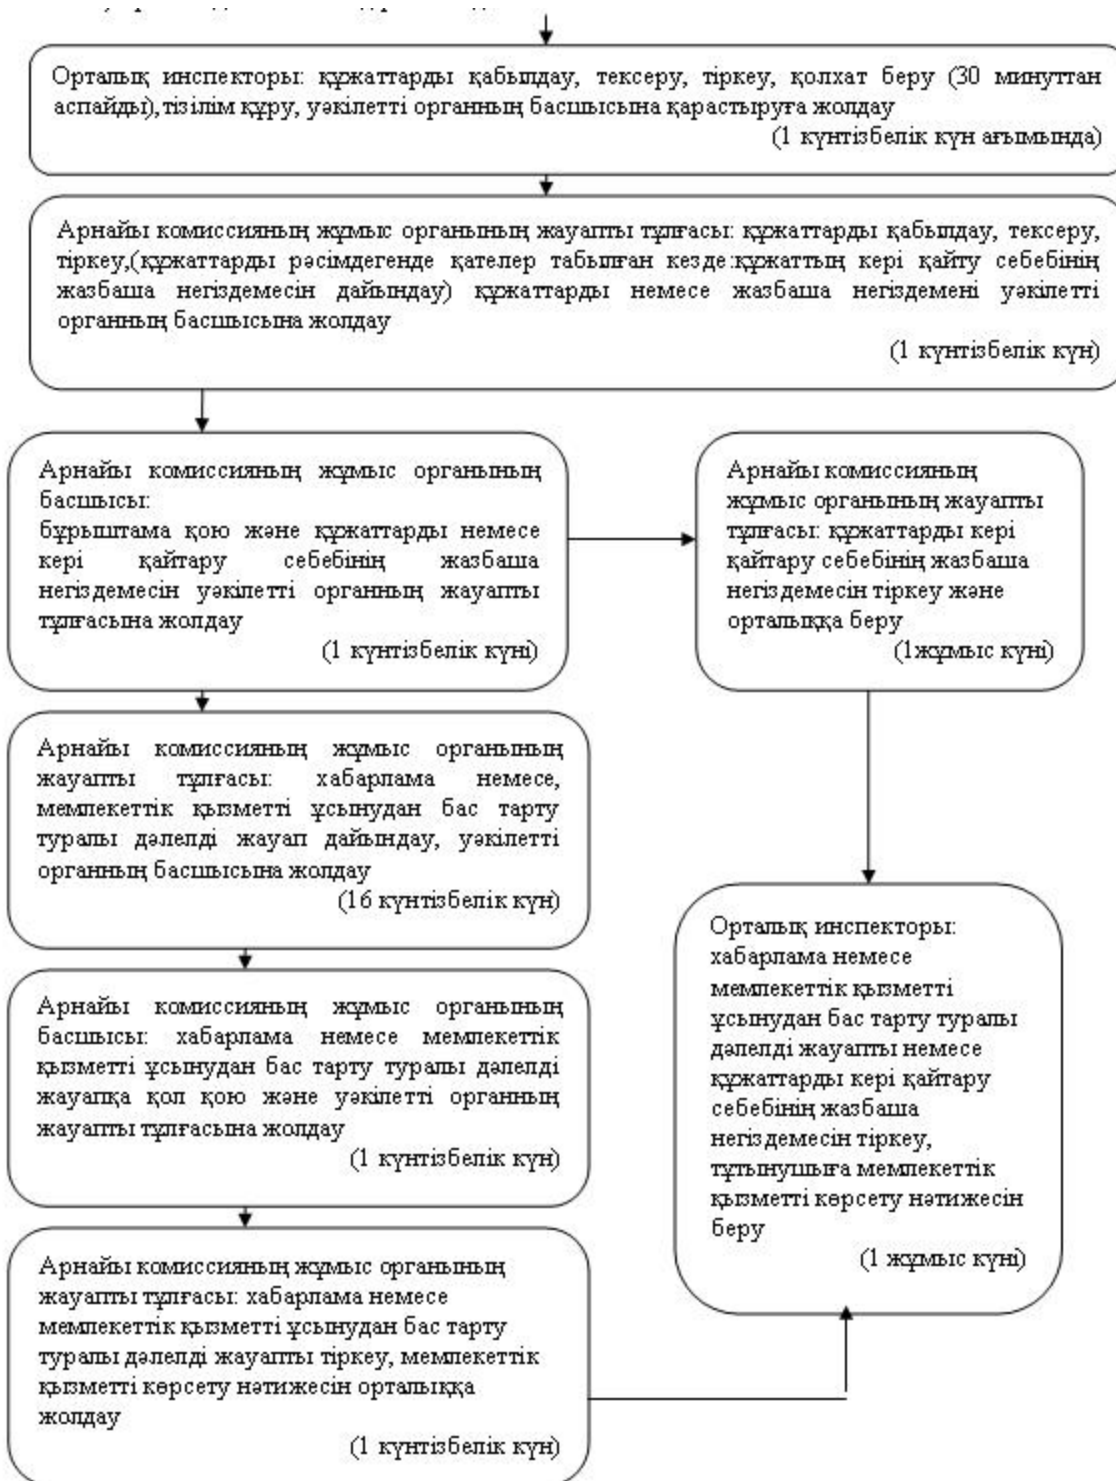 Орталық инспекторы: құжаттарды қабылдау, тексеру, тіркеу, қолхат беру (30 минуттан
аспайды),тізілім құру, уәкілетті органның басшысына қарастыруға жолдау
(1 күнтізбелік күн ағымында)
Арнайы комиссияның жұмыс органының жауапты тұлғасы: құжаттарды қабылдау, тексеру,
тіркеу,(құжаттарды рәсімдегенде қателер табылған кезде:құжаттың кері қайту себебінің
жазбаша негіздемесін дайындау) құжаттарды немесе жазбаша негіздемені уәкілетті
органның басшысына жолдау
(1 күнтізбелік күн)
Арнайы комиссияның жұмыс органының
басшысы:
бұрыштама қою және құжаттарды немесе
кері қайтару себебінің жазбаша
негіздемесін уәкілетті органның жауапты
тұлғасына жолдау
(1 күнтізбелік күні)
Арнайы комиссияның
жұмыс органының жауапты
тұлғасы: құжаттарды кері
қайтару себебінің жазбаша
негіздемесін тіркеу және
орталыққа беру
(1жұмыс күні)
Арнайы комиссияның жұмыс органының
жауапты тұлғасы: хабарлама немесе,
мемлекеттік қызметті ұсынудан бас тарту
туралы дәлелді жауап дайындау, уәкілетті
органның басшысына жолдау
(16 күнтізбелік күн)
Арнайы комиссияның жұмыс органының
басшысы: хабарлама немесе мемлекеттік
қызметті ұсынудан бас тарту туралы дәлелді
жауапқа қол қою және уәкілетті органның
жауапты тұлғасына жолдау
(1 күнтізбелік күн)
Арнайы комиссияның жұмыс органының
жауапты тұлғасы: хабарлама немесе
мемлекеттік қызметті ұсынудан бас тарту
туралы дәлелді жауапты тіркеу, мемлекеттік
қызметті көрсету нәтижесін орталыққа
жолдау
(1 күнтізбелік күн)
Орталық инспекторы:
хабарлама немесе
мемлекеттік қызметті
ұсынудан бас тарту туралы
дәлелді жауапты немесе
құжаттарды кері қайтару
себебінің жазбаша
негіздемесін тіркеу,
тұтынушыға мемлекеттік
қызметті көрсету нәтижесін
беру
(1 жұмыс күні)